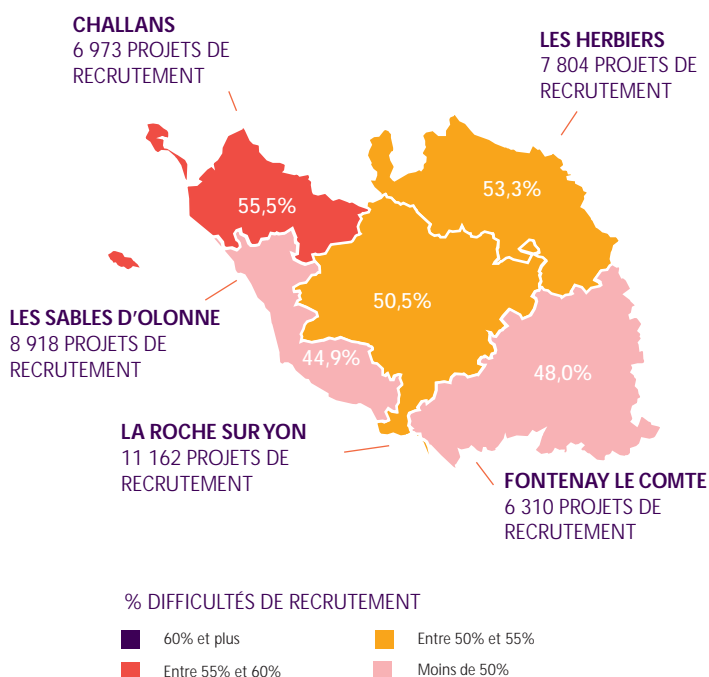 CHALLANS
6 973 PROJETS DE
RECRUTEMENT
LES HERBIERS
7 804 PROJETS DE
RECRUTEMENT
55,5%
53,3%
50,5%
LES SABLES D'OLONNE
8 918 PROJETS DE
RECRUTEMENT
44,9%
48,0%
LA ROCHE SUR YON
11 162 PROJETS DE
RECRUTEMENT
FONTENAY LE COMTE
6 310 PROJETS DE
RECRUTEMENT
% DIFFICULTÉS DE RECRUTEMENT
60% et plus
Entre 55% et 60%
Entre 50% et 55%
Moins de 50%